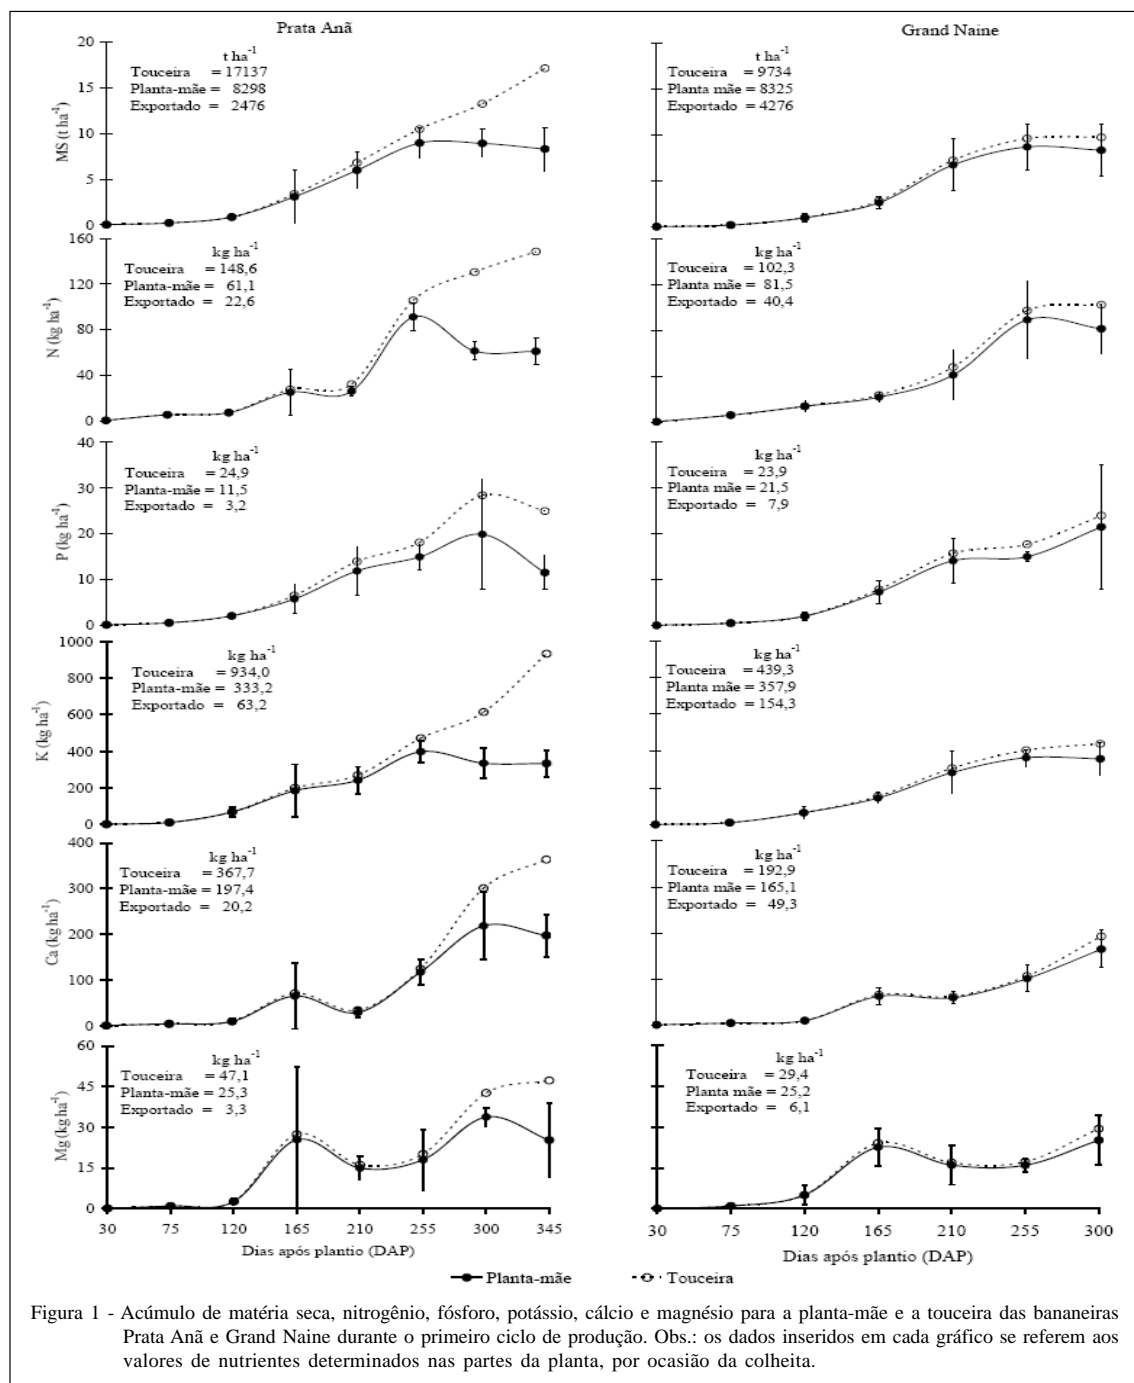 Prata Anã
Grand Naine
MS (t ha-1)
20
15
10
5
0
t ha-1
Touceira = 17137
Planta-mãe = 8298
Exportado = 2476
t ha-1
Touceira = 9734
Planta mãe = 8325
Exportado = 4276
N (kg ha-1)
160
120
80
40
0
kg ha-1
Touceira = 148,6
Planta-mãe = 61,1
Exportado = 22,6
kg ha-1
Touceira = 102,3
Planta mãe = 81,5
Exportado = 40,4
P (kg ha-1)
40
30
20
10
0
kg ha-1
Touceira = 24,9
Planta-mãe = 11,5
Exportado = 3,2
kg ha-1
Touceira = 23,9
Planta mãe = 21,5
Exportado = 7,9
K (kg ha-1)
1000
800
600
400
200
0
kg ha-1
Touceira = 934,0
Planta-mãe = 333,2
Exportado = 63,2
kg ha-1
Touceira = 439,3
Planta mãe = 357,9
Exportado = 154,3
Ca (kg ha-1)
400
300
200
100
0
kg ha-1
Touceira = 367,7
Planta-mãe = 197,4
Exportado = 20,2
kg ha-1
Touceira = 192,9
Planta-mãe = 165,1
Exportado = 49,3
Mg (kg ha-1)
60
45
30
15
0
kg ha-1
Touceira = 47,1
Planta-mãe = 25,3
Exportado = 3,3
kg ha-1
Touceira = 29,4
Planta mãe = 25,2
Exportado = 6,1
30 75 120 165 210 255 300 345
Dias após plantio (DAP)
30 75 120 165 210 255 300
Dias após plantio (DAP)
Planta-mãe Touceira
Figura 1 - Acúmulo de matéria seca, nitrogênio, fósforo, potássio, cálcio e magnésio para a planta-mãe e a touceira das bananeiras
Prata Anã e Grand Naine durante o primeiro ciclo de produção. Obs.: os dados inseridos em cada gráfico se referem aos
valores de nutrientes determinados nas partes da planta, por ocasião da colheita.